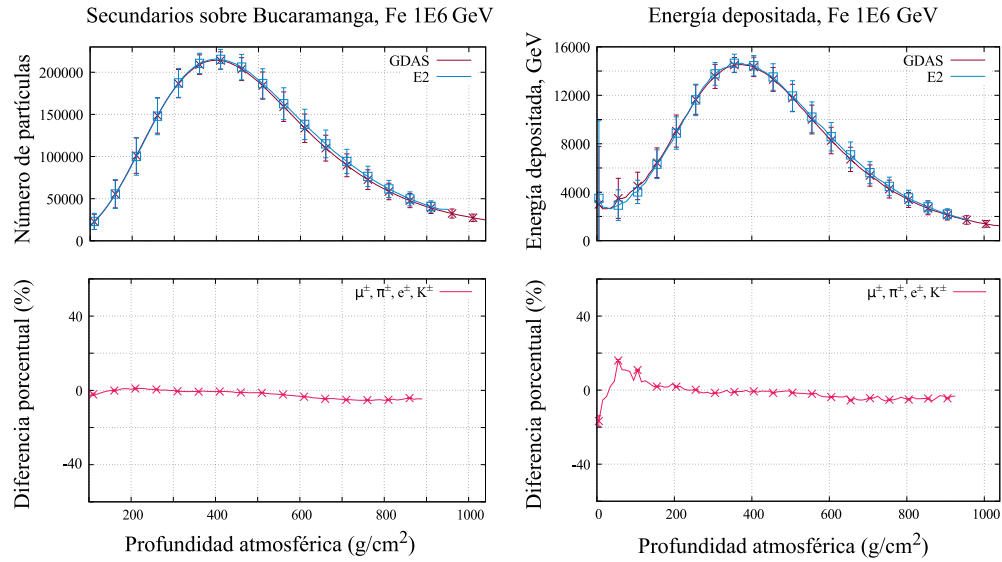 Secundarios sobre Bucaramanga, Fe 1E6 GeV
Número de partículas
200000
150000
100000
50000
0
GDAS
E2
Diferencia porcentual (%)
40
0
-40
μ±, π±, e±, K±
200
400
600
800
1000
Profundidad atmosférica (g/cm²)
Energía depositada, Fe 1E6 GeV
Energía depositada, GeV
16000
12000
8000
4000
0
GDAS
E2
Diferencia porcentual (%)
40
0
-40
μ±, π±, e±, K±
0
200
400
600
800
1000
Profundidad atmosférica (g/cm²)